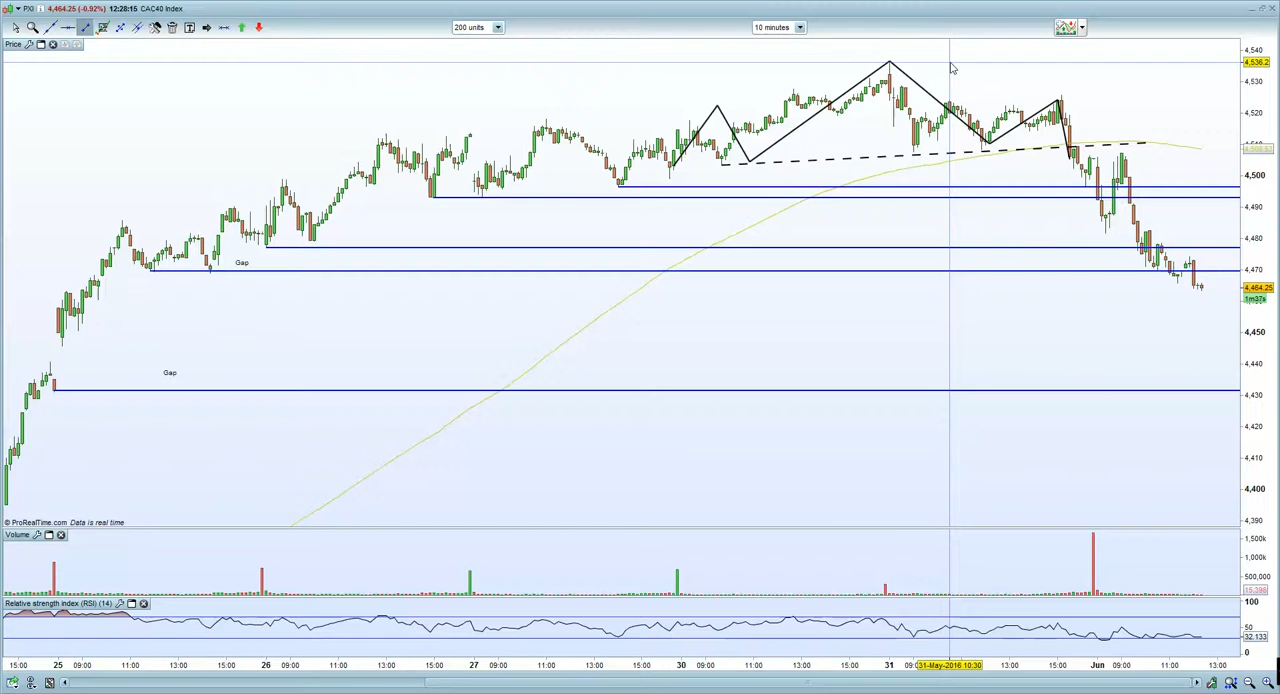 PXI 4,464.25 (-0.92%) 12:28:15 CAC40 Index
200 units 10 minutes
Price
4,540
4,536.2
4,530
4,520
4,510
4,500
4,490
4,480
Gap
4,470
4,464.25
1m37s
4,450
4,440
Gap
4,430
4,420
4,410
4,400
4,390
© ProRealTime.com Data is real time
Volume
1,500k
1,000k
500,000
15,398
Relative strength index (RSI) (14)
100
50
32.133
0
15:00 25 09:00 11:00 13:00 15:00 26 09:00 11:00 13:00 15:00 27 09:00 11:00 13:00 15:00 30 09:00 11:00 13:00 15:00 31 31-May-2016 10:30 13:00 15:00 Jun 09:00 11:00 13:00